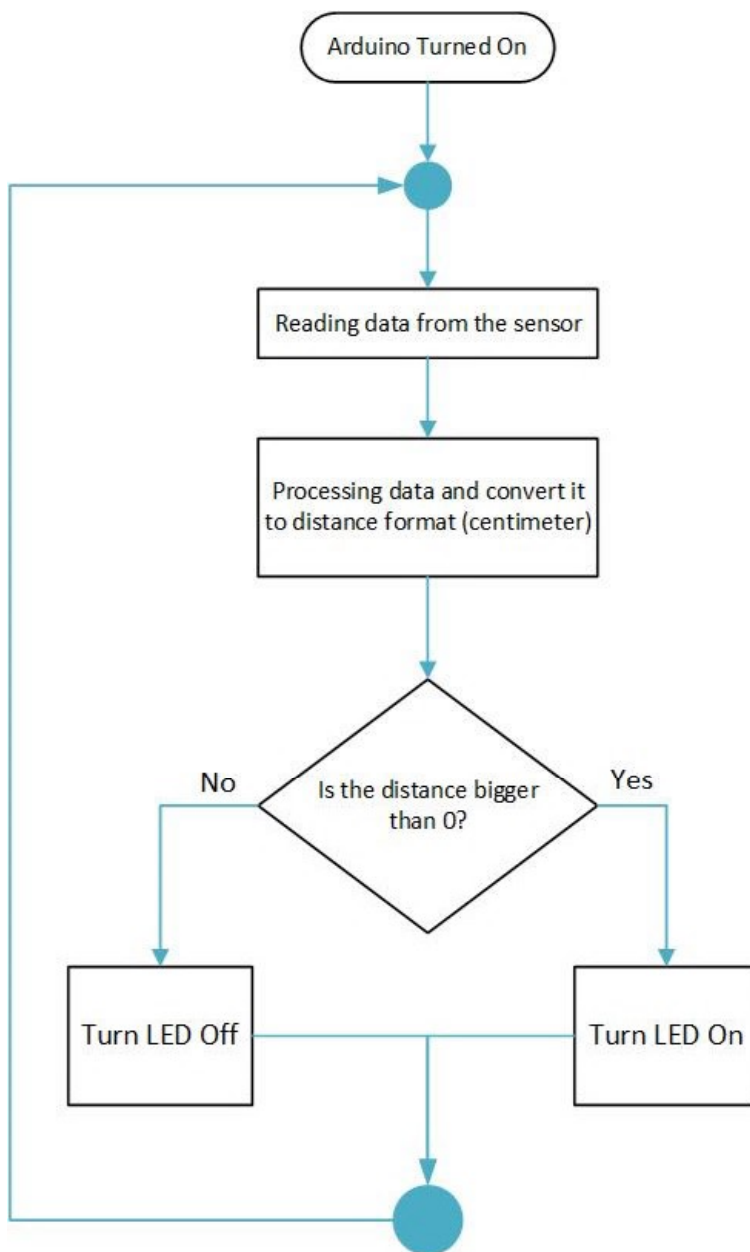 Arduino Turned On
Reading data from the sensor
Processing data and convert it
to distance format (centimeter)
Is the distance bigger
than 0?
No
Yes
Turn LED Off
Turn LED On